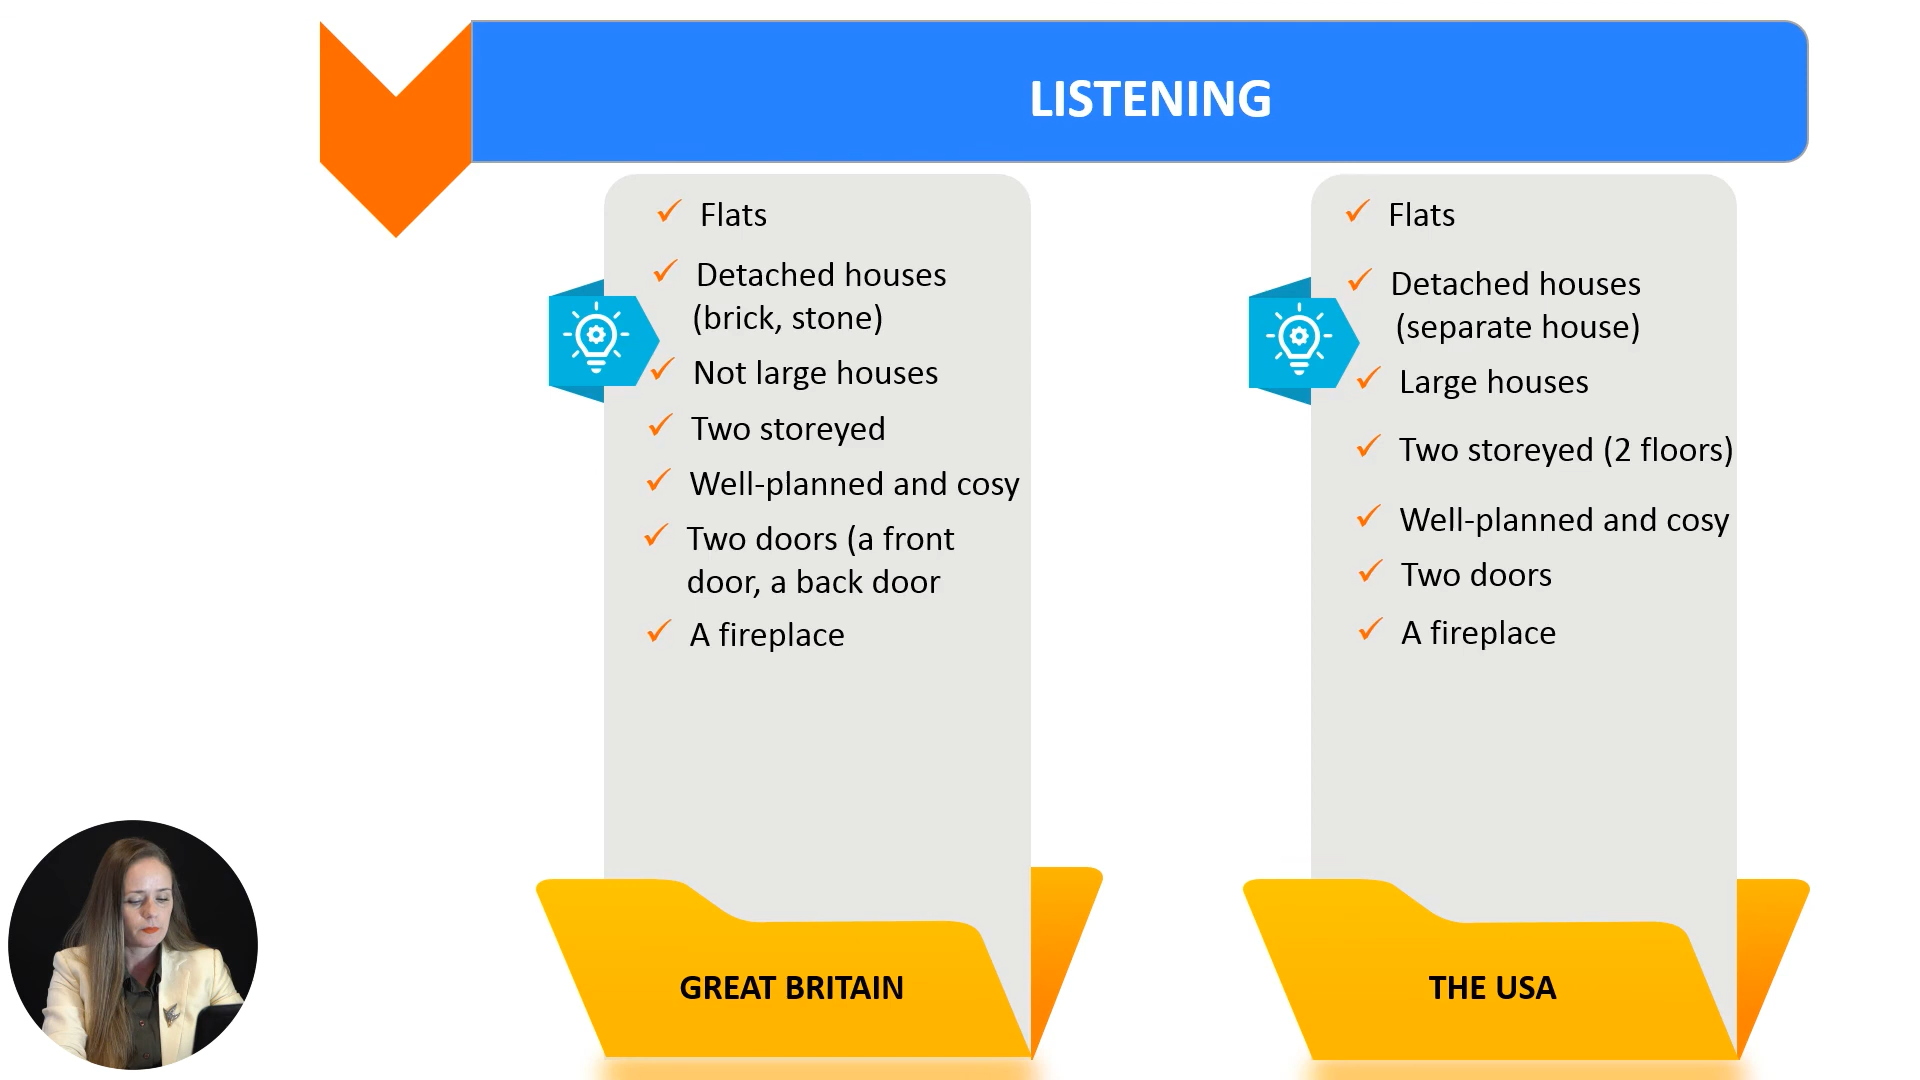 LISTENING
Flats
Detached houses
(brick, stone)
Not large houses
Two storeyed
Well-planned and cosy
Two doors (a front
door, a back door
A fireplace
GREAT BRITAIN
Flats
Detached houses
(separate house)
Large houses
Two storeyed (2 floors)
Well-planned and cosy
Two doors
A fireplace
THE USA